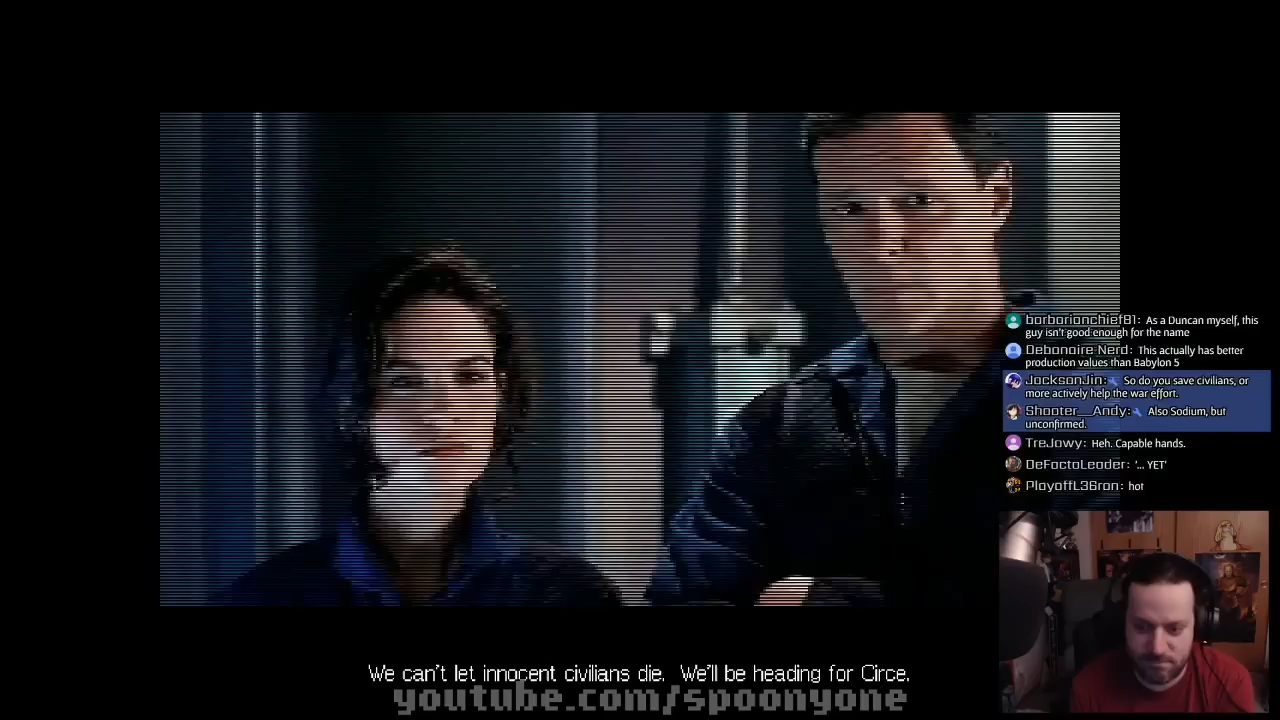 borborionchief81: As a Duncan myself, this
guy isn't good enough for the name
Debonaire Nerd: This actually has better
production values than Babylon 5
JacksonJin: So do you save civilians, or
more actively help the war effort.
Shooter__Andy: Also Sodium, but
unconfirmed.
TreJowy: Heh. Capable hands.
DeFactoLeader: '... YET'
PlayoffL36ron: hot
We can't let innocent civilians die. We'll be heading for Circe.
youtube.com/spoonyone